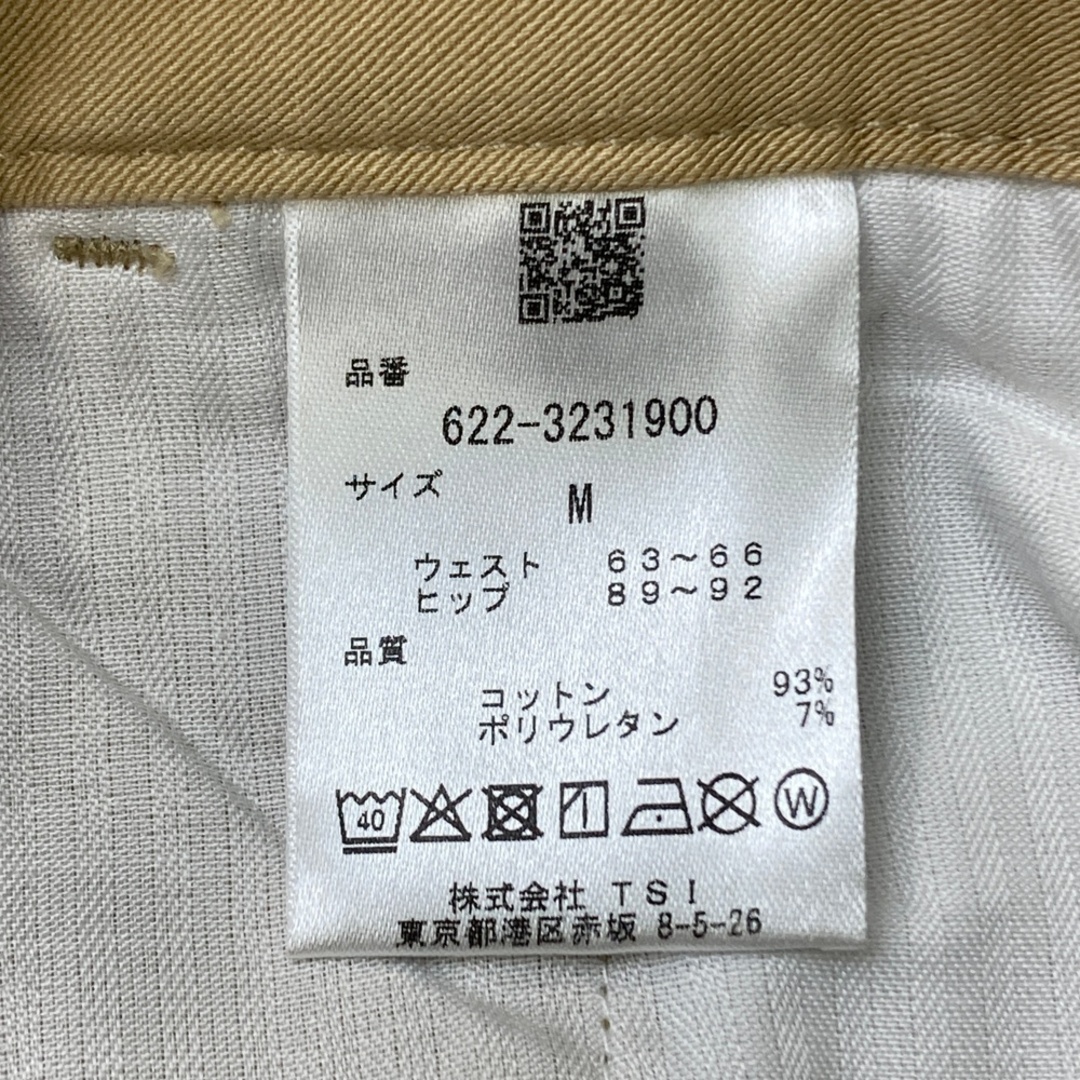 品番
622-3231900
サイズ M
ウェスト 63～66
ヒップ 89～92
品質
コットン 93%
ポリウレタン 7%
40 W
株式会社 TSI
東京都港区赤坂 8-5-26